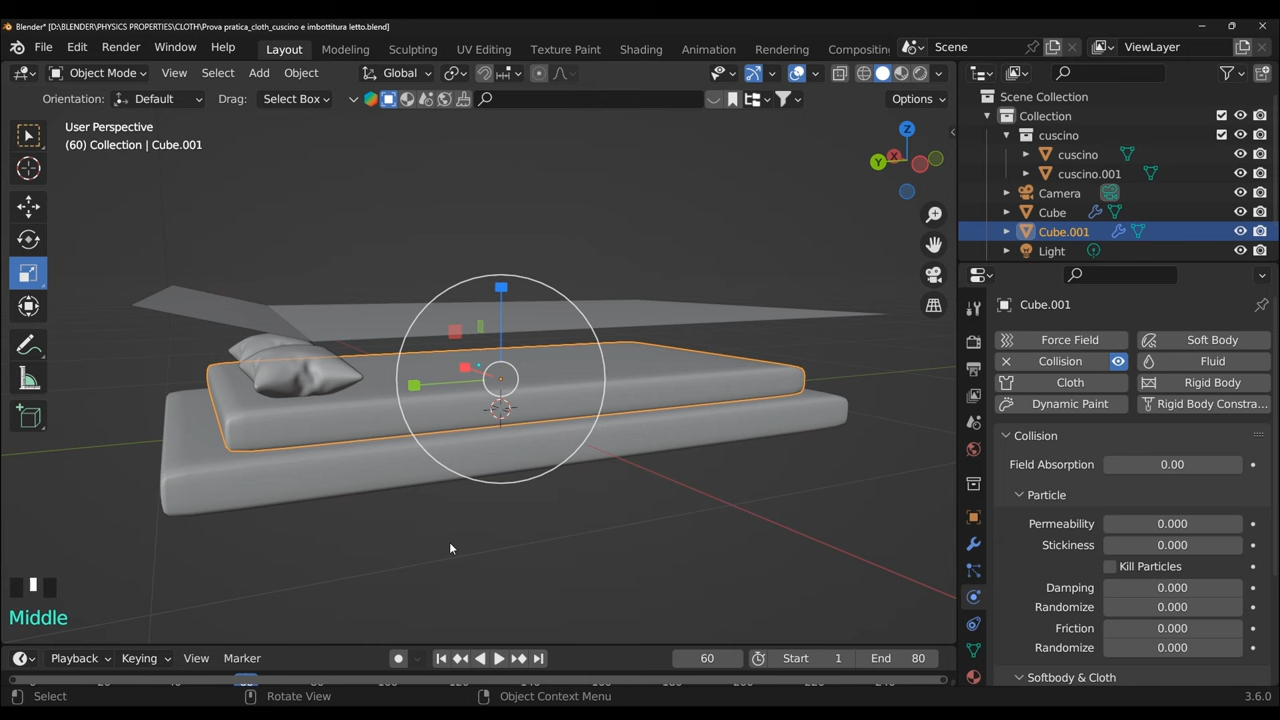 Blender* [D:\BLENDER\PHYSICS PROPERTIES\CLOTH\Prova pratica_cloth_cuscino e imbottitura letto.blend]
File Edit Render Window Help Layout Modeling Sculpting UV Editing Texture Paint Shading Animation Rendering Compositin Scene ViewLayer
Object Mode View Select Add Object Global
Orientation: Default Drag: Select Box Options
User Perspective
(60) Collection | Cube.001
Z
X
Y
Middle
Scene Collection
Collection
cuscino
cuscino
cuscino.001
Camera
Cube
Cube.001
Light
Cube.001
Force Field Soft Body
Collision Fluid
Cloth Rigid Body
Dynamic Paint Rigid Body Constra...
Collision
Field Absorption 0.00
Particle
Permeability 0.000
Stickiness 0.000
Kill Particles
Damping 0.000
Randomize 0.000
Friction 0.000
Randomize 0.000
Softbody & Cloth
Playback Keying View Marker 60 Start 1 End 80
Select Rotate View Object Context Menu 3.6.0